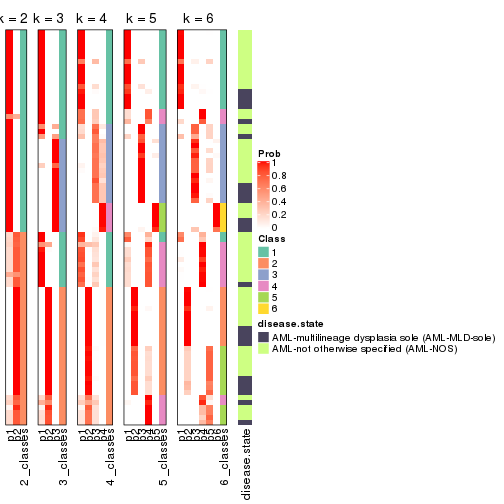 k = 2 k = 3 k = 4 k = 5 k = 6
Prob
1
0.8
0.6
0.4
0.2
0
Class
1
2
3
4
5
6
disease.state
AML-multilineage dysplasia sole (AML-MLD-sole)
AML-not otherwise specified (AML-NOS)
p1
p2
2_classes
p1
p2
p3
3_classes
p1
p2
p3
p4
4_classes
p1
p2
p3
p4
p5
5_classes
p1
p2
p3
p4
p5
p6
6_classes
disease.state